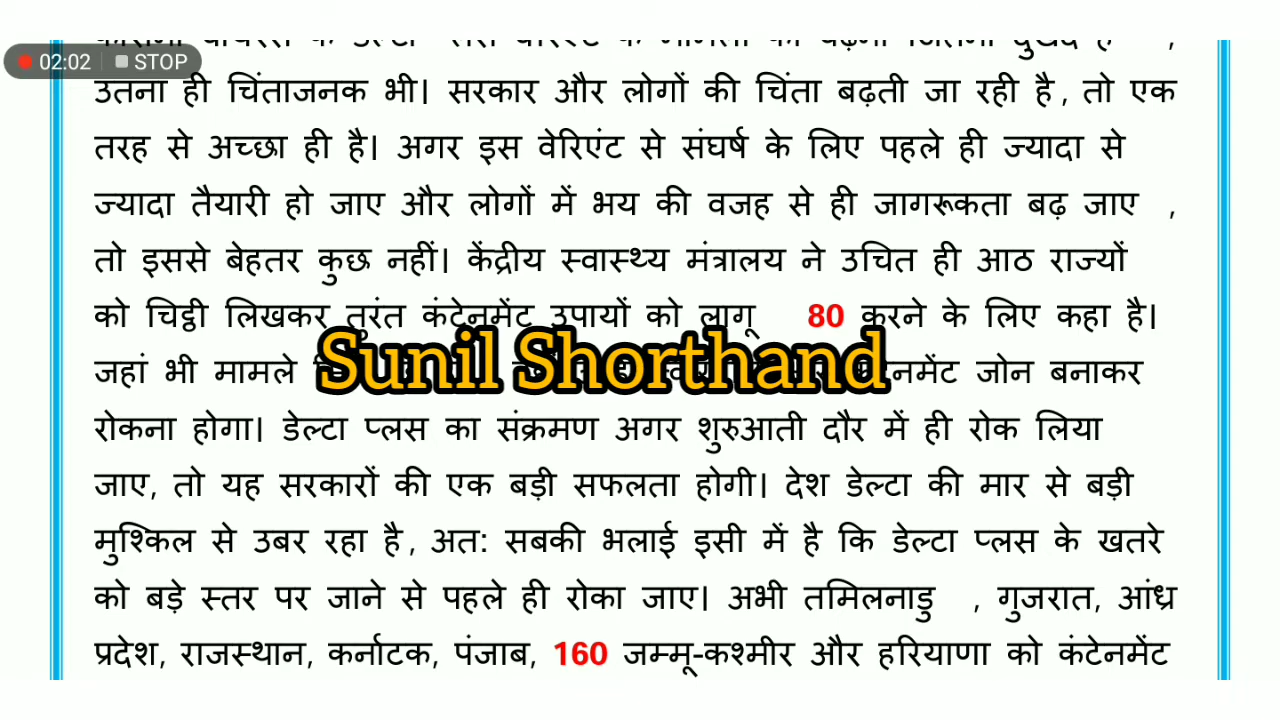 02:02 STOP
उतना ही चिंताजनक भी। सरकार और लोगों की चिंता बढ़ती जा रही है, तो एक
तरह से अच्छा ही है। अगर इस वेरिएंट से संघर्ष के लिए पहले ही ज्यादा से
ज्यादा तैयारी हो जाए और लोगों में भय की वजह से ही जागरूकता बढ़ जाए ,
तो इससे बेहतर कुछ नहीं। केंद्रीय स्वास्थ्य मंत्रालय ने उचित ही आठ राज्यों
को चिट्ठी लिखकर तुरंत कंटेनमेंट उपायों को लागू 80 करने के लिए कहा है।
Sunil Shorthand
जहां भी मामले जोन बनाकर
रोकना होगा। डेल्टा प्लस का संक्रमण अगर शुरुआती दौर में ही रोक लिया
जाए, तो यह सरकारों की एक बड़ी सफलता होगी। देश डेल्टा की मार से बड़ी
मुश्किल से उबर रहा है, अत: सबकी भलाई इसी में है कि डेल्टा प्लस के खतरे
को बड़े स्तर पर जाने से पहले ही रोका जाए। अभी तमिलनाडु , गुजरात, आंध्र
प्रदेश, राजस्थान, कर्नाटक, पंजाब, 160 जम्मू-कश्मीर और हरियाणा को कंटेनमेंट